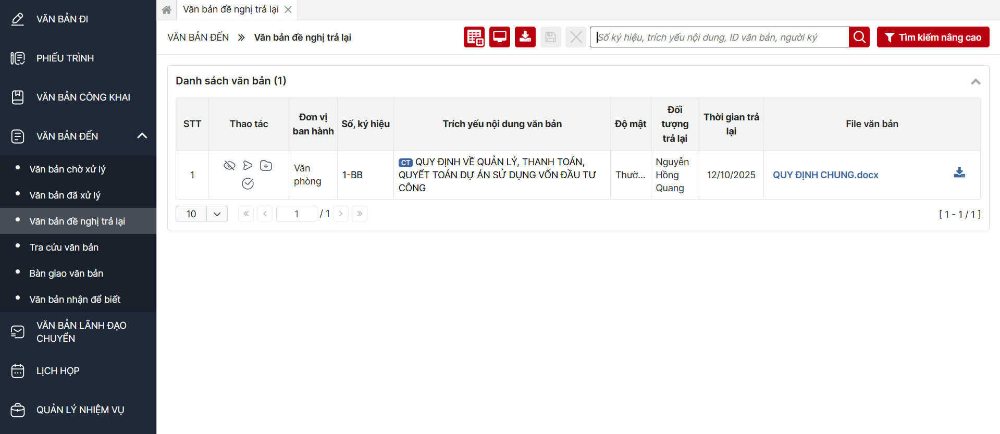 VĂN BẢN ĐI
PHIẾU TRÌNH
VĂN BẢN CÔNG KHAI
VĂN BẢN ĐẾN
Văn bản chờ xử lý
Văn bản đã xử lý
Văn bản đề nghị trả lại
Tra cứu văn bản
Bàn giao văn bản
Văn bản nhận để biết
VĂN BẢN LÃNH ĐẠO
CHUYỂN
LỊCH HỌP
QUẢN LÝ NHIỆM VỤ
Văn bản đề nghị trả lại
VĂN BẢN ĐẾN » Văn bản đề nghị trả lại
Số ký hiệu, trích yếu nội dung, ID văn bản, người ký
Tìm kiếm nâng cao
Danh sách văn bản (1)
STT
Thao tác
Đơn vị
ban hành
Số, ký hiệu
Trích yếu nội dung văn bản
Độ mật
Đối
tượng
trả lại
Thời gian trả
lại
File văn bản
1
Văn
phòng
1-BB
CT QUY ĐỊNH VỀ QUẢN LÝ, THANH TOÁN,
QUYẾT TOÁN DỰ ÁN SỬ DỤNG VỐN ĐẦU TƯ
CÔNG
Thườ...
Nguyễn
Hồng
Quang
12/10/2025
QUY ĐỊNH CHUNG.docx
10
« ‹ 1 / 1 › »
[ 1 - 1 / 1 ]